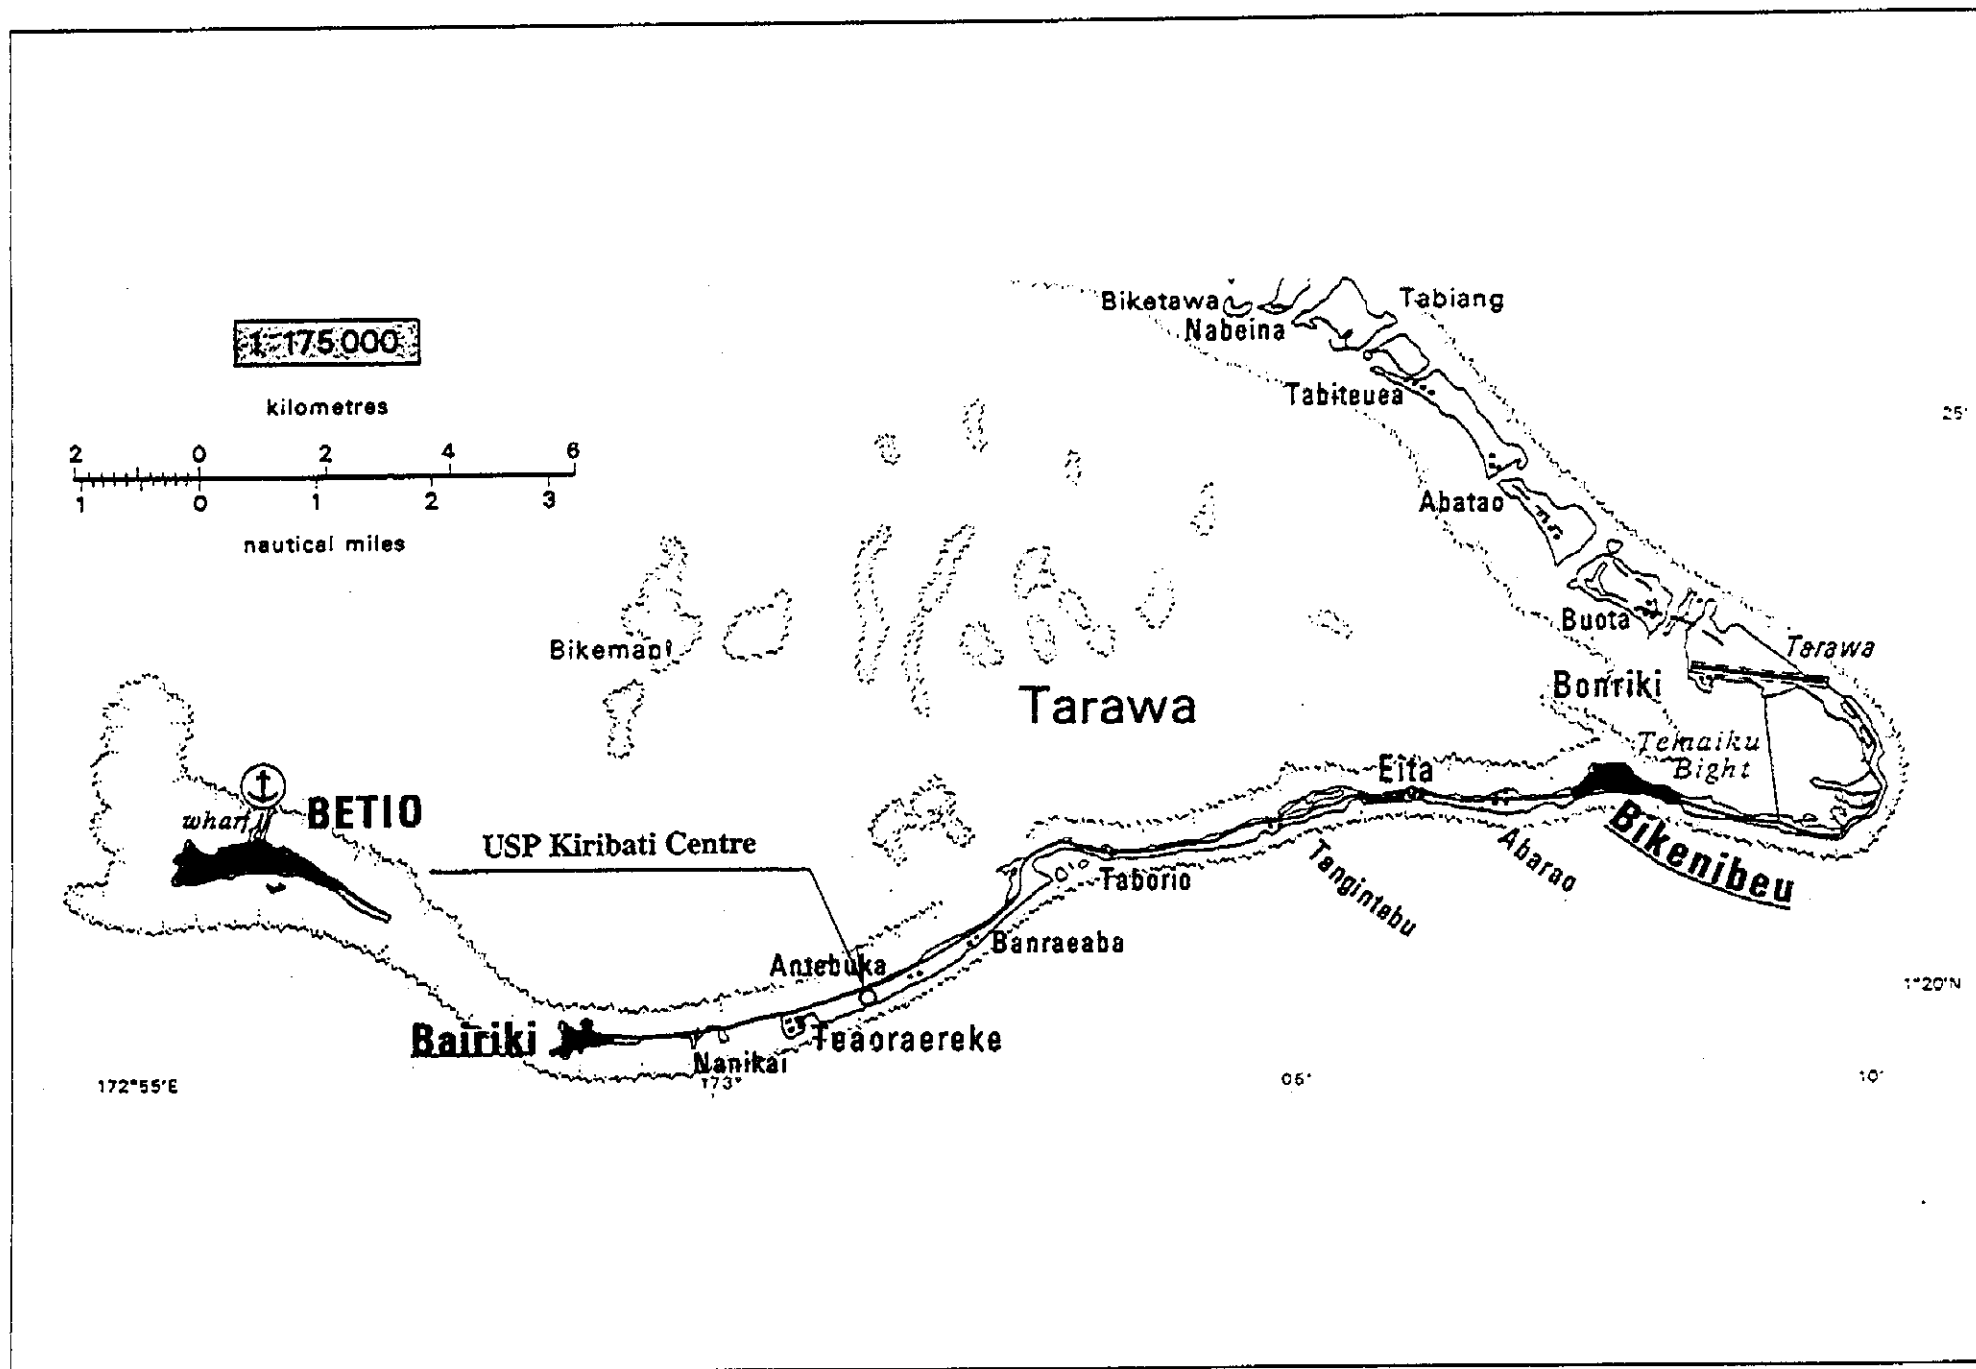 Biketawa
Tabiang
Nabeina
1:175 000
kilometres
Tabiteuea
25'
2 0 2 4 6
1 0 1 2 3
Abatao
nautical miles
Buota
Bikeman
Tarawa
Bonriki
Tarawa
Temaiku
Bight
Eita
BETIO
wharf
USP Kiribati Centre
Bikenibeu
Abarao
Tangintebu
Taborio
Banraeaba
Antebuka
1°20'N
Bairiki
Teaoraereke
Nanikai
172°55'E
173°
05'
10'